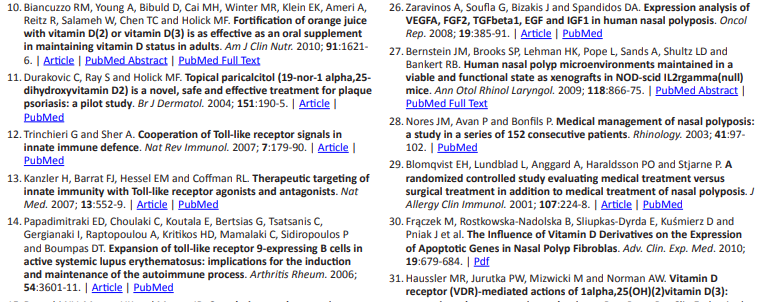 10. Biancuzzo RM, Young A, Bibuld D, Cai MH, Winter MR, Klein EK, Ameri A,
Reitz R, Salameh W, Chen TC and Holick MF. Fortification of orange juice
with vitamin D(2) or vitamin D(3) is as effective as an oral supplement
in maintaining vitamin D status in adults. Am J Clin Nutr. 2010; 91:1621-
6. | Article | PubMed Abstract | PubMed Full Text
11. Durakovic C, Ray S and Holick MF. Topical paricalcitol (19-nor-1 alpha,25-
dihydroxyvitamin D2) is a novel, safe and effective treatment for plaque
psoriasis: a pilot study. Br J Dermatol. 2004; 151:190-5. | Article |
PubMed
12. Trinchieri G and Sher A. Cooperation of Toll-like receptor signals in
innate immune defence. Nat Rev Immunol. 2007; 7:179-90. | Article |
PubMed
13. Kanzler H, Barrat FJ, Hessel EM and Coffman RL. Therapeutic targeting of
innate immunity with Toll-like receptor agonists and antagonists. Nat
Med. 2007; 13:552-9. | Article | PubMed
14. Papadimitraki ED, Choulaki C, Koutala E, Bertsias G, Tsatsanis C,
Gergianaki I, Raptopoulou A, Kritikos HD, Mamalaki C, Sidiropoulos P
and Boumpas DT. Expansion of toll-like receptor 9-expressing B cells in
active systemic lupus erythematosus: implications for the induction
and maintenance of the autoimmune process. Arthritis Rheum. 2006;
54:3601-11. | Article | PubMed
26. Zaravinos A, Soufla G, Bizakis J and Spandidos DA. Expression analysis of
VEGFA, FGF2, TGFbeta1, EGF and IGF1 in human nasal polyposis. Oncol
Rep. 2008; 19:385-91. | Article | PubMed
27. Bernstein JM, Brooks SP, Lehman HK, Pope L, Sands A, Shultz LD and
Bankert RB. Human nasal polyp microenvironments maintained in a
viable and functional state as xenografts in NOD-scid IL2rgamma(null)
mice. Ann Otol Rhinol Laryngol. 2009; 118:866-75. | PubMed Abstract |
PubMed Full Text
28. Nores JM, Avan P and Bonfils P. Medical management of nasal polyposis:
a study in a series of 152 consecutive patients. Rhinology. 2003; 41:97-
102. | PubMed
29. Blomqvist EH, Lundblad L, Anggard A, Haraldsson PO and Stjarne P. A
randomized controlled study evaluating medical treatment versus
surgical treatment in addition to medical treatment of nasal polyposis. J
Allergy Clin Immunol. 2001; 107:224-8. | Article | PubMed
30. Frączek M, Rostkowska-Nadolska B, Sliupkas-Dyrda E, Kuśmierz D and
Pniak J et al. The Influence of Vitamin D Derivatives on the Expression
of Apoptotic Genes in Nasal Polyp Fibroblas. Adv. Clin. Exp. Med. 2010;
19:679-684. | Pdf
31. Haussler MR, Jurutka PW, Mizwicki M and Norman AW. Vitamin D
receptor (VDR)-mediated actions of 1alpha,25(OH)(2)vitamin D(3):